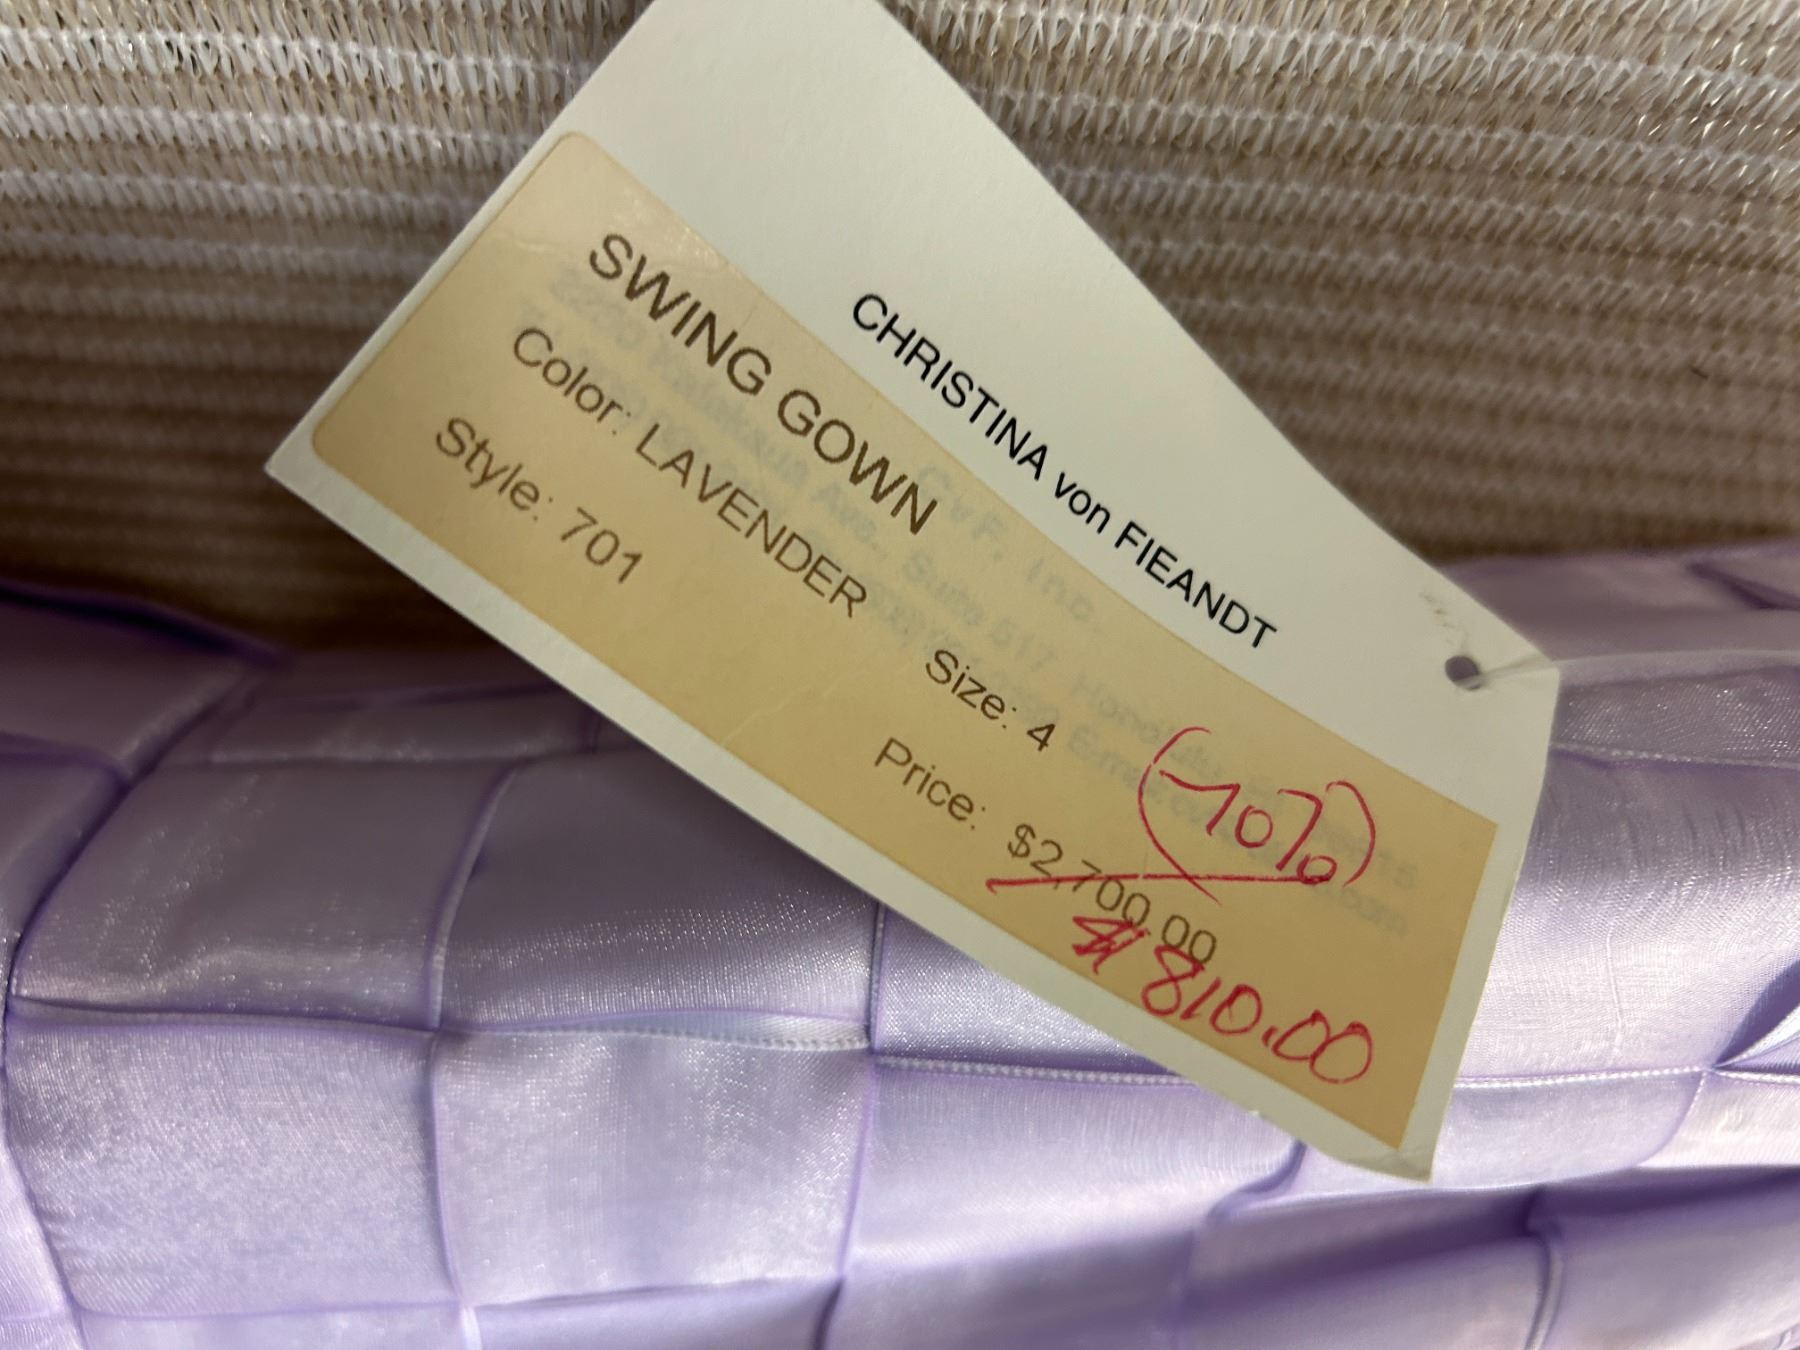 CHRISTINA von FIEANDT
SWING GOWN
Color: LAVENDER
Style: 701
Size: 4
Price: $2,700.00
(-70%)
$810.00